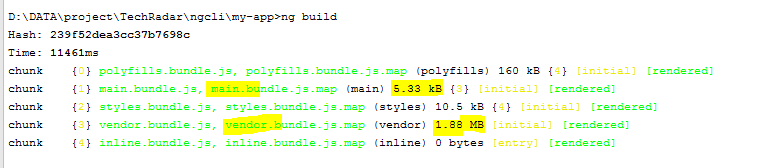 D:\DATA\project\TechRadar\ngcli\my-app>ng build
Hash: 239f52dea3cc37b7698c
Time: 11461ms
chunk {0} polyfills.bundle.js, polyfills.bundle.js.map (polyfills) 160 kB {4} [initial] [rendered]
chunk {1} main.bundle.js, main.bundle.js.map (main) 5.33 kB {3} [initial] [rendered]
chunk {2} styles.bundle.js, styles.bundle.js.map (styles) 10.5 kB {4} [initial] [rendered]
chunk {3} vendor.bundle.js, vendor.bundle.js.map (vendor) 1.88 MB [initial] [rendered]
chunk {4} inline.bundle.js, inline.bundle.js.map (inline) 0 bytes [entry] [rendered]